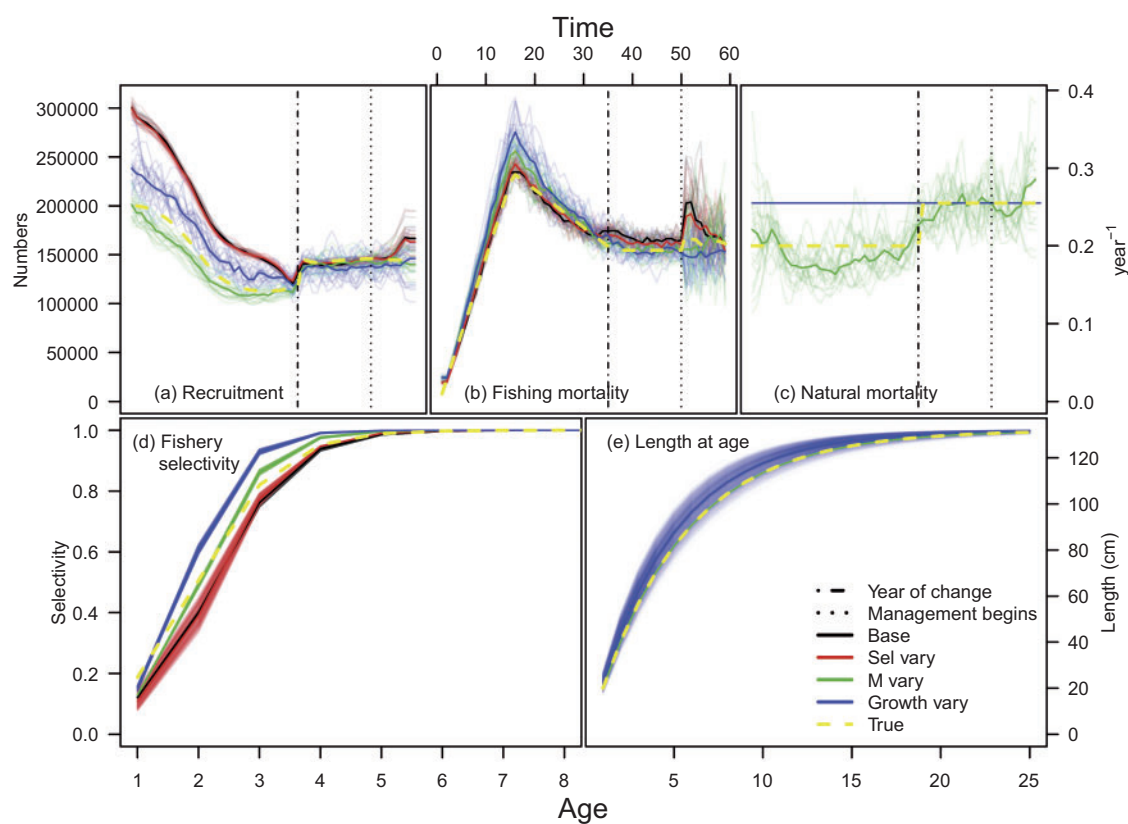 Time
0 10 20 30 40 50 60
300000
250000
200000
150000
100000
50000
0
Numbers
(a) Recruitment
(b) Fishing mortality
(c) Natural mortality
0.4
0.3
0.2
0.1
0.0
year⁻¹
1.0
0.8
0.6
0.4
0.2
0.0
Selectivity
(d) Fishery
selectivity
(e) Length at age
Year of change
Management begins
Base
Sel vary
M vary
Growth vary
True
120
100
80
60
40
20
0
Length (cm)
1 2 3 4 5 6 7 8
5 10 15 20 25
Age